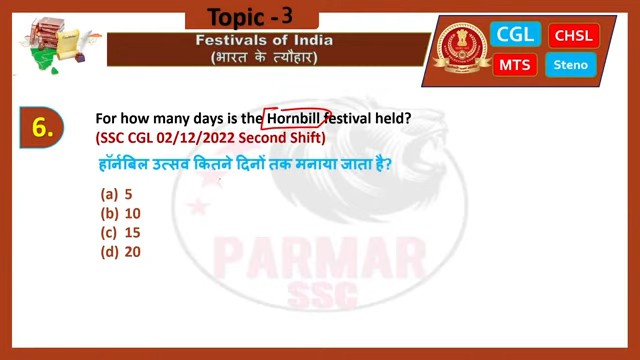 Topic - 3
Festivals of India
(भारत के त्यौहार)
CGL
CHSL
MTS
Steno
6.
For how many days is the Hornbill festival held?
(SSC CGL 02/12/2022 Second Shift)
हॉर्नबिल उत्सव कितने दिनों तक मनाया जाता है?
(a) 5
(b) 10
(c) 15
(d) 20
PARMAR
SSC